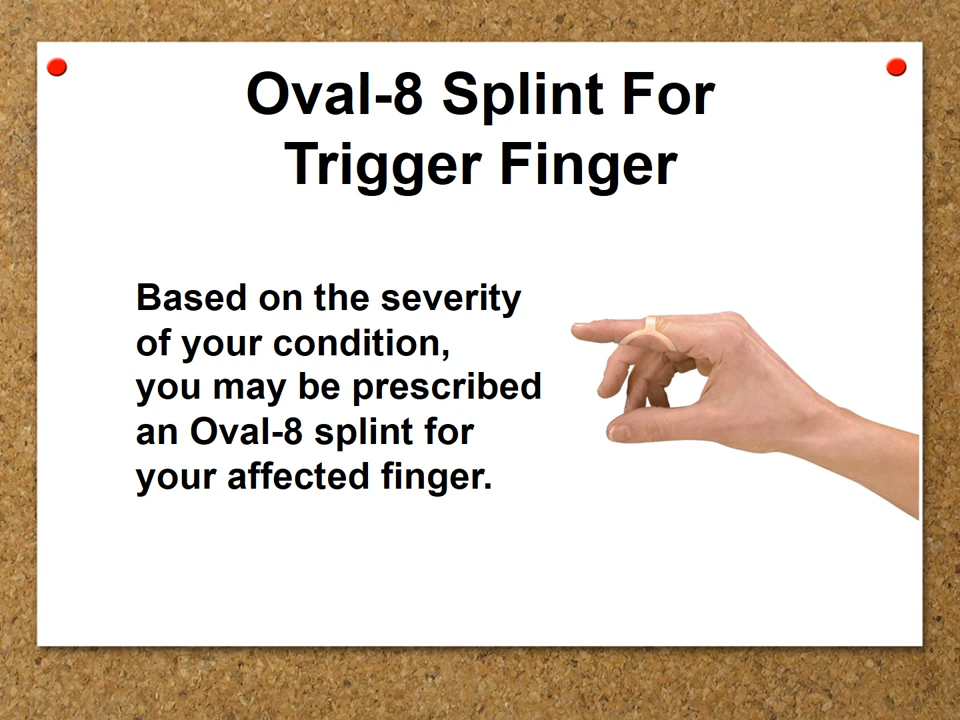 Oval-8 Splint For
Trigger Finger
Based on the severity
of your condition,
you may be prescribed
an Oval-8 splint for
your affected finger.